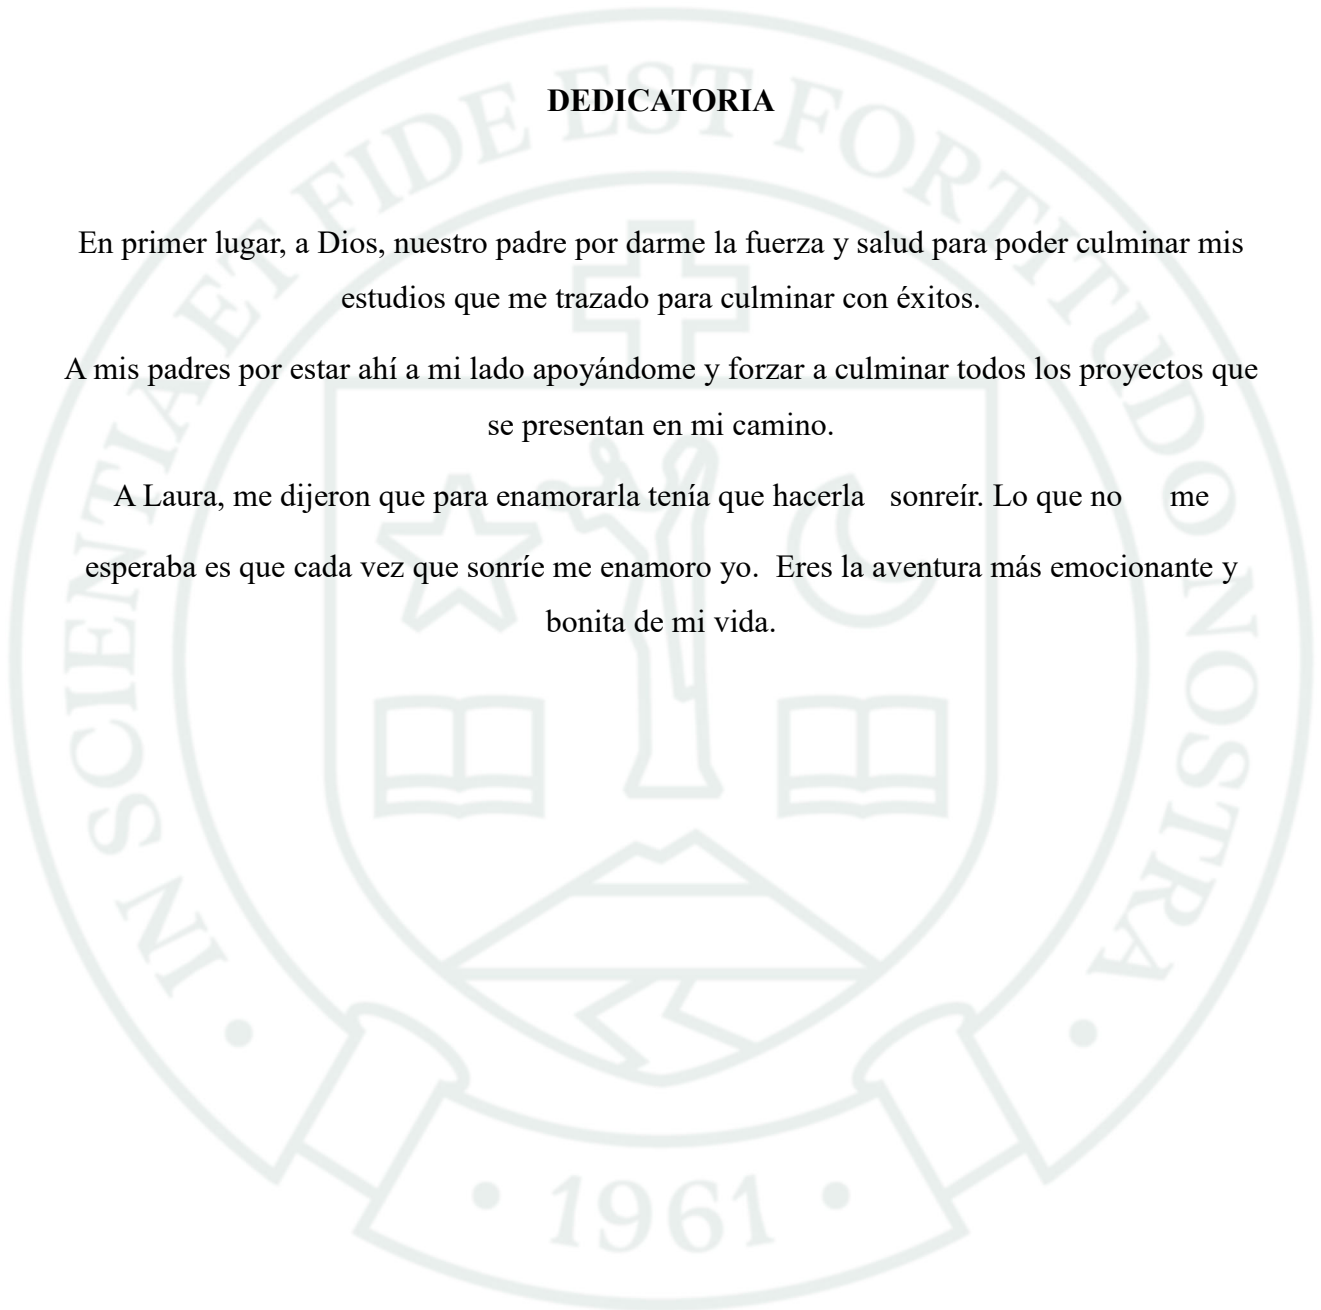 DEDICATORIA
En primer lugar, a Dios, nuestro padre por darme la fuerza y salud para poder culminar mis
estudios que me trazado para culminar con éxitos.
A mis padres por estar ahí a mi lado apoyándome y forzar a culminar todos los proyectos que
se presentan en mi camino.
A Laura, me dijeron que para enamorarla tenía que hacerla sonreír. Lo que no me
esperaba es que cada vez que sonríe me enamoro yo. Eres la aventura más emocionante y
bonita de mi vida.
IN SCIENTIA ET FIDE EST FORTITUDO NOSTRA
• 1961 •